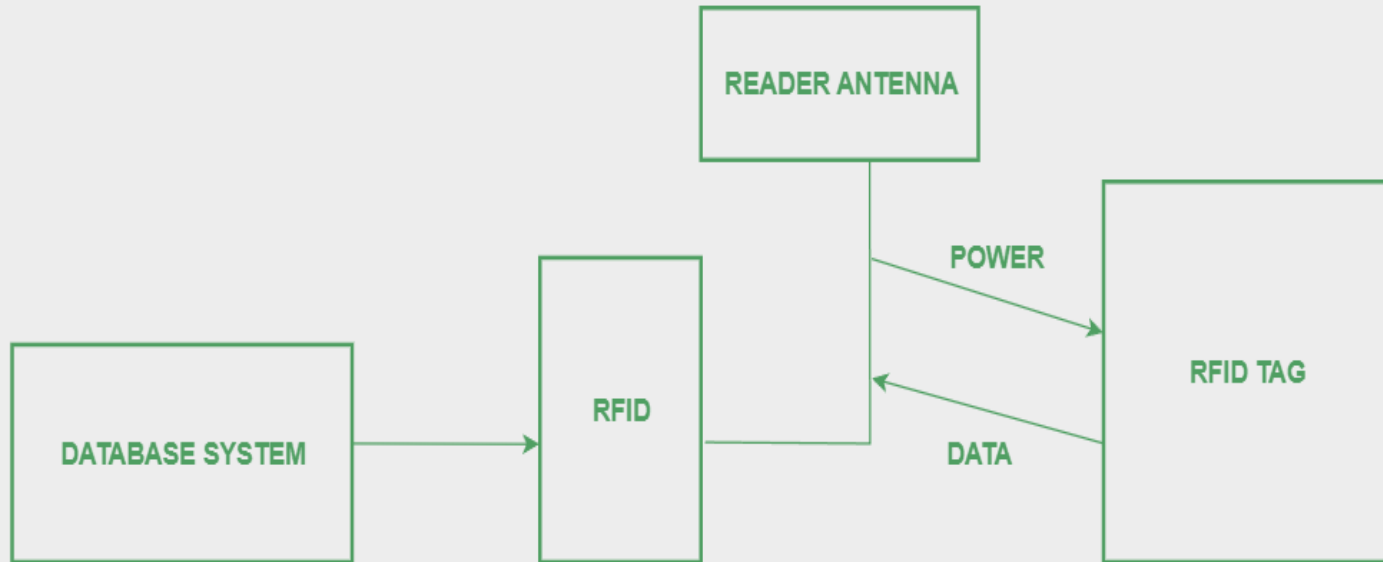 READER ANTENNA
POWER
RFID TAG
RFID
DATABASE SYSTEM
DATA